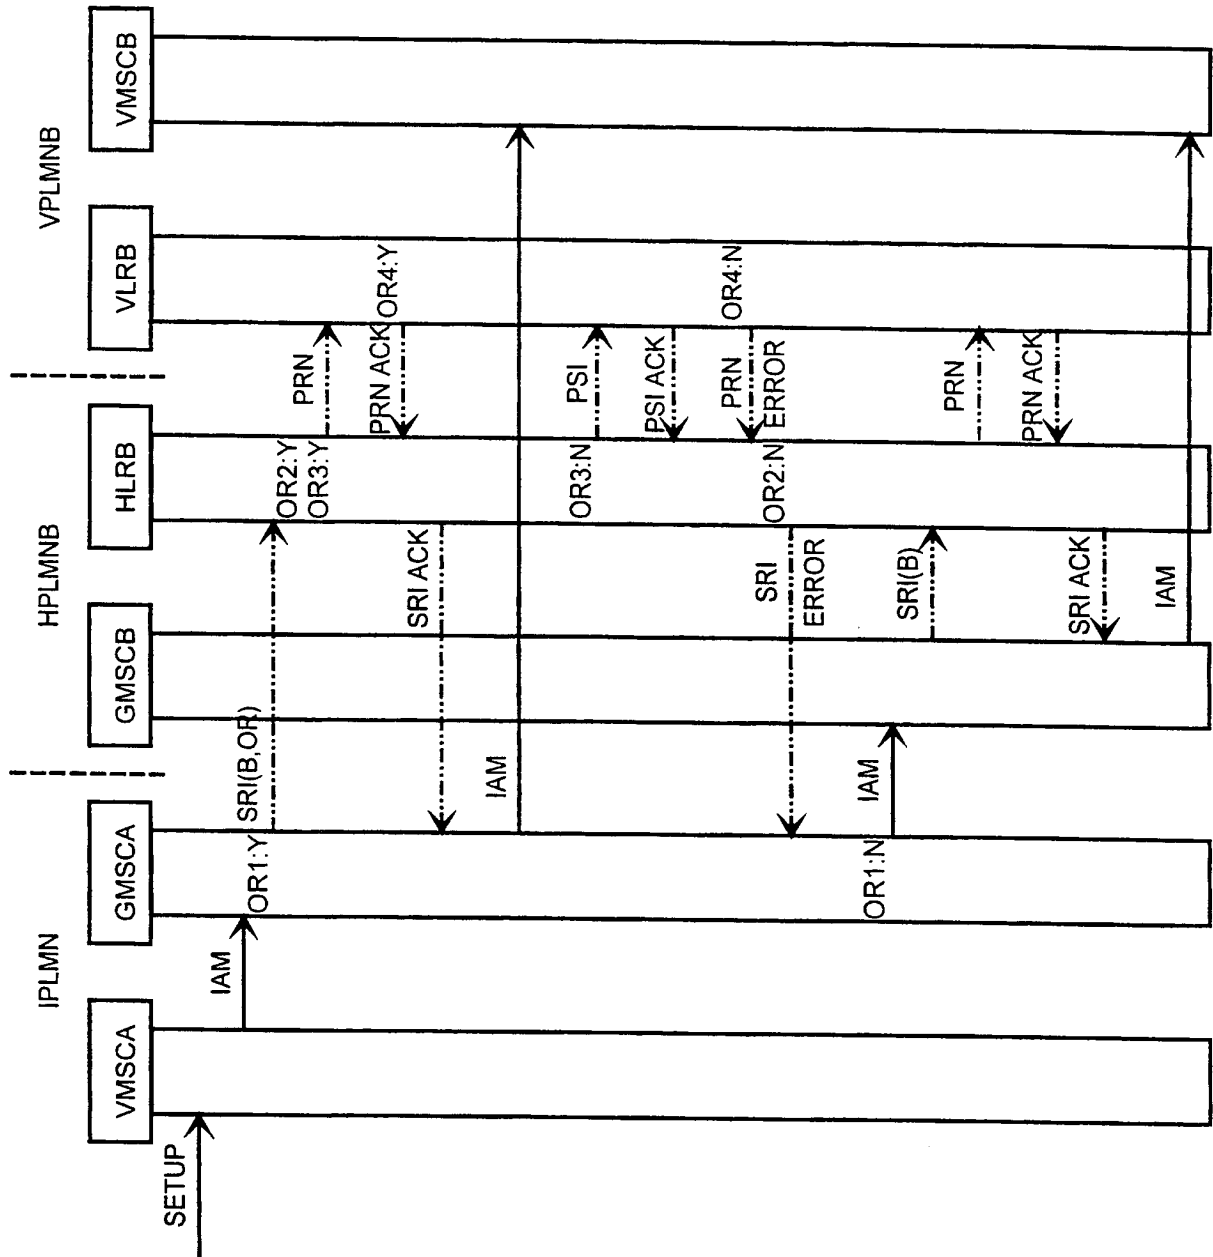 IPLMN
HPLMNB
VPLMNB
VMSCA
GMSCA
GMSCB
HLRB
VLRB
VMSCB
SETUP
IAM
OR1:Y
SRI(B,OR)
OR2:Y
OR3:Y
PRN
PRN ACK
OR4:Y
SRI ACK
IAM
OR3:N
PSI
PSI ACK
OR4:N
PRN
ERROR
OR2:N
SRI
ERROR
OR1:N
IAM
SRI(B)
PRN
PRN ACK
SRI ACK
IAM